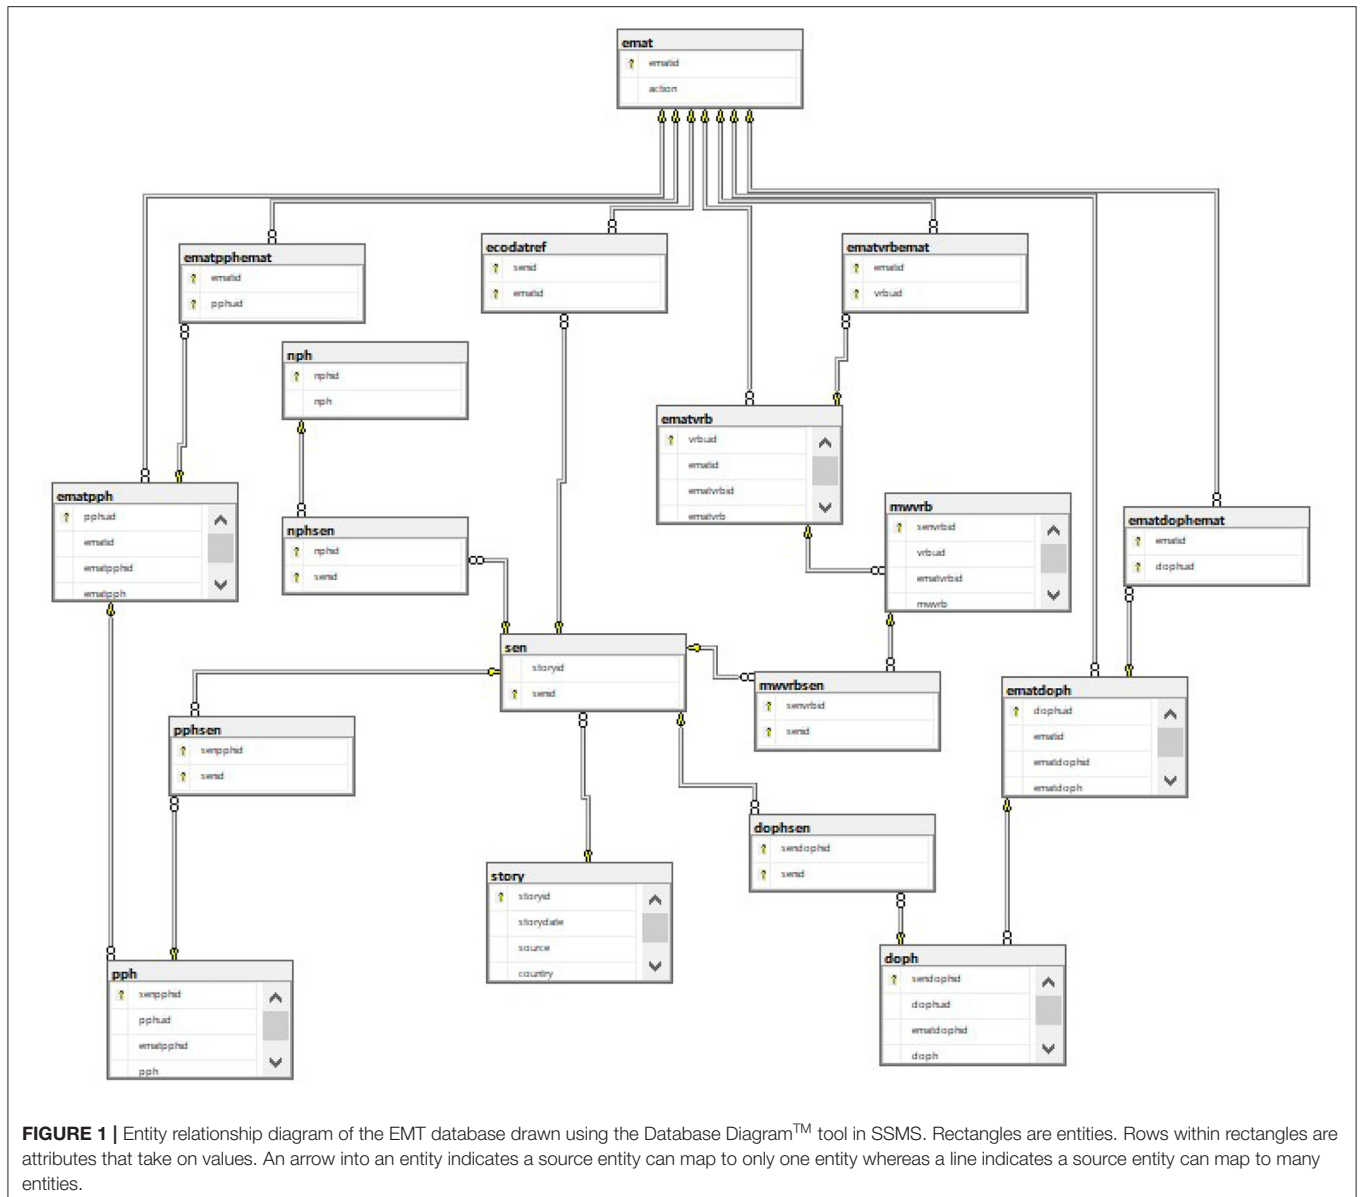 emat
ematid
action
ematpphemat
ematid
pphuid
ecodatref
senid
ematid
ematvrbemat
ematid
vrbuid
nph
nphid
nph
ematvrb
vrbuid
ematid
ematvrbid
ematvrb
ematpph
pphuid
ematid
ematpphid
ematpph
nphsen
nphid
senid
mwvrb
senvrbid
vrbuid
ematvrbid
mwvrb
ematdophemat
ematid
dophuid
sen
storyid
senid
mwvrbsen
senvrbid
senid
ematdoph
dophuid
ematid
ematdophid
ematdoph
pphsen
senpphid
senid
dophsen
sendophid
senid
story
storyid
storydate
source
country
pph
senpphid
pphuid
ematpphid
pph
doph
sendophid
dophuid
ematdophid
doph
FIGURE 1 | Entity relationship diagram of the EMT database drawn using the Database Diagram™ tool in SSMS. Rectangles are entities. Rows within rectangles are
attributes that take on values. An arrow into an entity indicates a source entity can map to only one entity whereas a line indicates a source entity can map to many
entities.